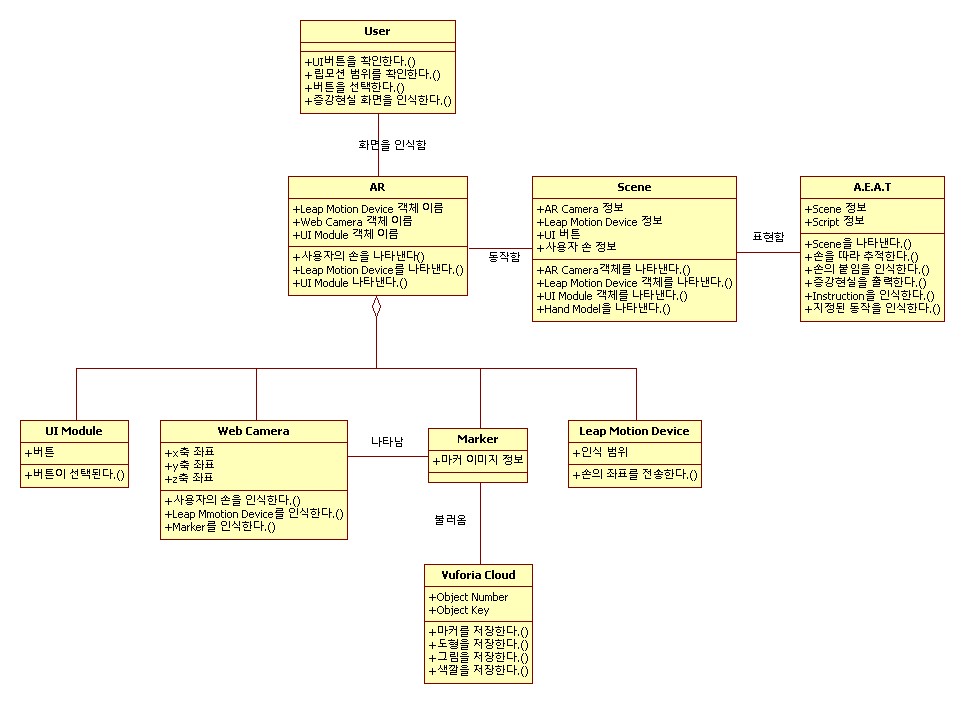 User
+UI버튼을 확인한다.()
+립모션 범위를 확인한다.()
+버튼을 선택한다.()
+증강현실 화면을 인식한다.()
화면을 인식함
AR
+Leap Motion Device 객체 이름
+Web Camera 객체 이름
+UI Module 객체 이름
+사용자의 손을 나타낸다()
+Leap Motion Device를 나타낸다.()
+UI Module 나타낸다.()
동작함
Scene
+AR Camera 정보
+Leap Motion Device 정보
+UI 버튼
+사용자 손 정보
+AR Camera객체를 나타낸다.()
+Leap Motion Device 객체를 나타낸다.()
+UI Module 객체를 나타낸다.()
+Hand Model을 나타낸다.()
표현함
A.E.A.T
+Scene 정보
+Script 정보
+Scene을 나타낸다.()
+손을 따라 추적한다.()
+손의 붙임을 인식한다.()
+증강현실을 출력한다.()
+Instruction을 인식한다.()
+지정된 동작을 인식한다.()
UI Module
+버튼
+버튼이 선택된다.()
Web Camera
+x축 좌표
+y축 좌표
+z축 좌표
+사용자의 손을 인식한다.()
+Leap Mmotion Device를 인식한다.()
+Marker를 인식한다.()
나타남
Marker
+마커 이미지 정보
Leap Motion Device
+인식 범위
+손의 좌표를 전송한다.()
불러옴
Vuforia Cloud
+Object Number
+Object Key
+마커를 저장한다.()
+도형을 저장한다.()
+그림을 저장한다.()
+색깔을 저장한다.()